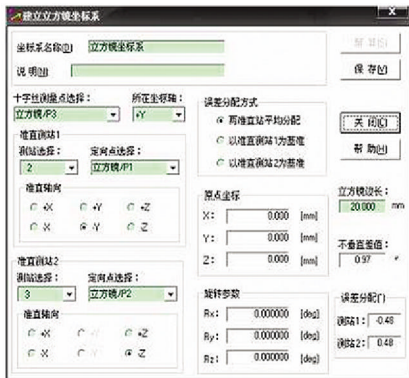 建立立方镜坐标系
坐标系名称(D) 立方镜坐标系
说 明(N)
保 存(V)
十字丝测量点选择： 所在坐标轴：
立方镜/P3 +Y
准直测站1
测站选择： 定向点选择：
2 立方镜/P1
准直轴向
+X +Y +Z
-X -Y -Z
准直测站2
测站选择： 定向点选择：
3 立方镜/P2
准直轴向
+X -Y +Z
-X -Y -Z
误差分配方式
两准直站平均分配
以准直测站1为基准
以准直测站2为基准
关 闭(C)
帮 助(H)
原点坐标
X: 0.000 [mm]
Y: 0.000 [mm]
Z: 0.000 [mm]
旋转参数
Rx: 0.000000 [deg]
Ry: 0.000000 [deg]
Rz: 0.000000 [deg]
立方镜边长：
20.000 mm
不垂直差值：
0.97 "
误差分配(")
测站1: -0.48
测站2: 0.48